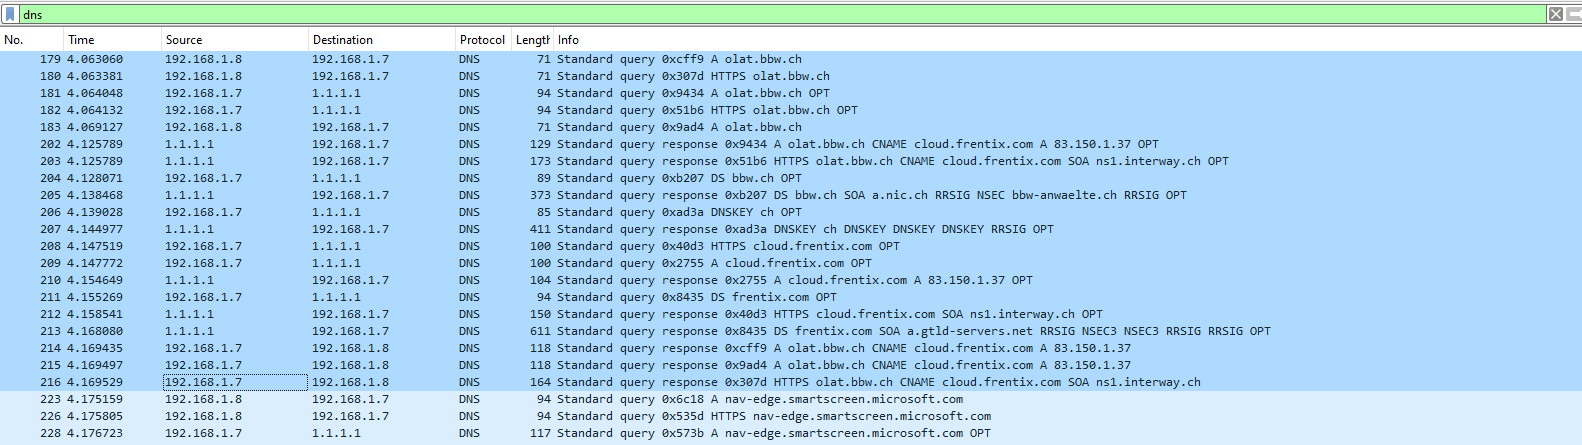 dns
No. Time Source Destination Protocol Length Info
179 4.063060 192.168.1.8 192.168.1.7 DNS 71 Standard query 0xcff9 A olat.bbw.ch
180 4.063381 192.168.1.8 192.168.1.7 DNS 71 Standard query 0x307d HTTPS olat.bbw.ch
181 4.064048 192.168.1.7 1.1.1.1 DNS 94 Standard query 0x9434 A olat.bbw.ch OPT
182 4.064132 192.168.1.7 1.1.1.1 DNS 94 Standard query 0x51b6 HTTPS olat.bbw.ch OPT
183 4.069127 192.168.1.8 192.168.1.7 DNS 71 Standard query 0x9ad4 A olat.bbw.ch
202 4.125789 1.1.1.1 192.168.1.7 DNS 129 Standard query response 0x9434 A olat.bbw.ch CNAME cloud.frentix.com A 83.150.1.37 OPT
203 4.125789 1.1.1.1 192.168.1.7 DNS 173 Standard query response 0x51b6 HTTPS olat.bbw.ch CNAME cloud.frentix.com SOA ns1.interway.ch OPT
204 4.128071 192.168.1.7 1.1.1.1 DNS 89 Standard query 0xb207 DS bbw.ch OPT
205 4.138468 1.1.1.1 192.168.1.7 DNS 373 Standard query response 0xb207 DS bbw.ch SOA a.nic.ch RRSIG NSEC bbw-anwaelte.ch RRSIG OPT
206 4.139028 192.168.1.7 1.1.1.1 DNS 85 Standard query 0xad3a DNSKEY ch OPT
207 4.144977 1.1.1.1 192.168.1.7 DNS 411 Standard query response 0xad3a DNSKEY ch DNSKEY DNSKEY DNSKEY RRSIG OPT
208 4.147519 192.168.1.7 1.1.1.1 DNS 100 Standard query 0x40d3 HTTPS cloud.frentix.com OPT
209 4.147772 192.168.1.7 1.1.1.1 DNS 100 Standard query 0x2755 A cloud.frentix.com OPT
210 4.154649 1.1.1.1 192.168.1.7 DNS 104 Standard query response 0x2755 A cloud.frentix.com A 83.150.1.37 OPT
211 4.155269 192.168.1.7 1.1.1.1 DNS 94 Standard query 0x8435 DS frentix.com OPT
212 4.158541 1.1.1.1 192.168.1.7 DNS 150 Standard query response 0x40d3 HTTPS cloud.frentix.com SOA ns1.interway.ch OPT
213 4.168080 1.1.1.1 192.168.1.7 DNS 611 Standard query response 0x8435 DS frentix.com SOA a.gtld-servers.net RRSIG NSEC3 NSEC3 RRSIG RRSIG OPT
214 4.169435 192.168.1.7 192.168.1.8 DNS 118 Standard query response 0xcff9 A olat.bbw.ch CNAME cloud.frentix.com A 83.150.1.37
215 4.169497 192.168.1.7 192.168.1.8 DNS 118 Standard query response 0x9ad4 A olat.bbw.ch CNAME cloud.frentix.com A 83.150.1.37
216 4.169529 192.168.1.7 192.168.1.8 DNS 164 Standard query response 0x307d HTTPS olat.bbw.ch CNAME cloud.frentix.com SOA ns1.interway.ch
223 4.175159 192.168.1.8 192.168.1.7 DNS 94 Standard query 0x6c18 A nav-edge.smartscreen.microsoft.com
226 4.175805 192.168.1.8 192.168.1.7 DNS 94 Standard query 0x535d HTTPS nav-edge.smartscreen.microsoft.com
228 4.176723 192.168.1.7 1.1.1.1 DNS 117 Standard query 0x573b A nav-edge.smartscreen.microsoft.com OPT